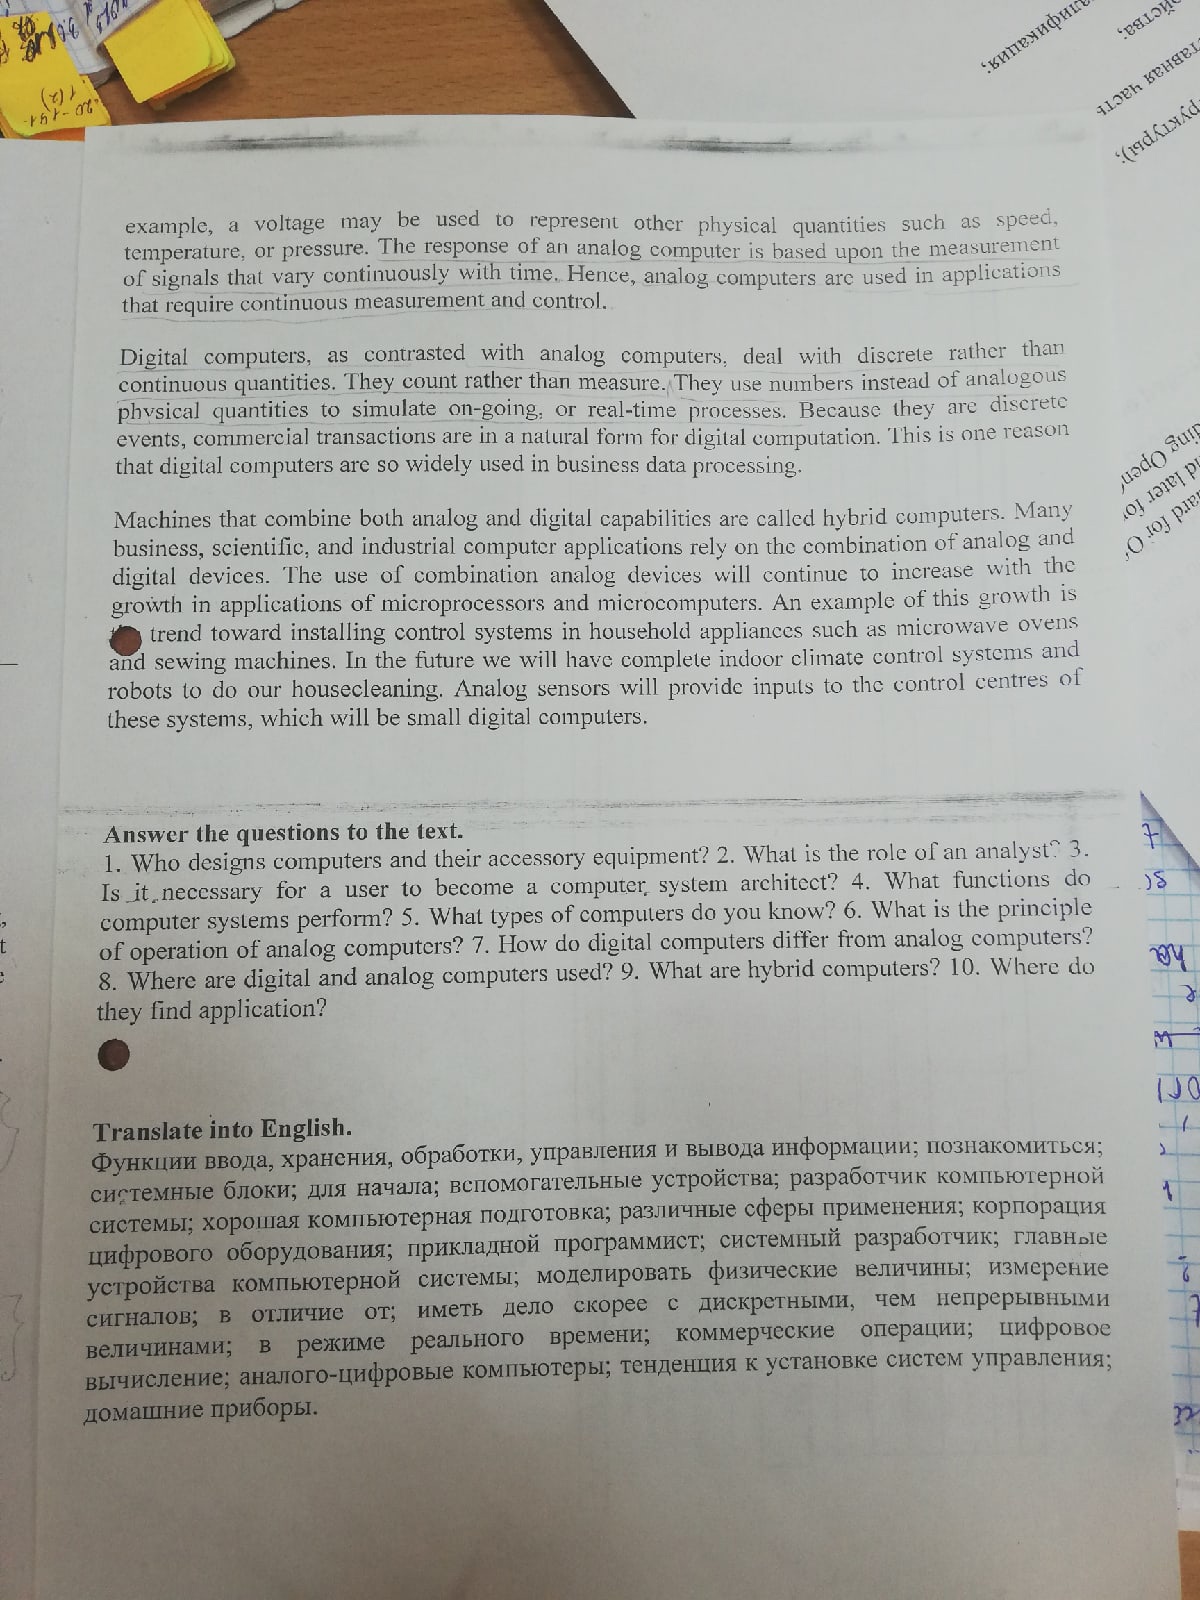 example, a voltage may be used to represent other physical quantities such as speed,
temperature, or pressure. The response of an analog computer is based upon the measurement
of signals that vary continuously with time. Hence, analog computers are used in applications
that require continuous measurement and control.
Digital computers, as contrasted with analog computers, deal with discrete rather than
continuous quantities. They count rather than measure. They use numbers instead of analogous
physical quantities to simulate on-going, or real-time processes. Because they are discrete
events, commercial transactions are in a natural form for digital computation. This is one reason
that digital computers are so widely used in business data processing.
Machines that combine both analog and digital capabilities are called hybrid computers. Many
business, scientific, and industrial computer applications rely on the combination of analog and
digital devices. The use of combination analog devices will continue to increase with the
growth in applications of microprocessors and microcomputers. An example of this growth is
trend toward installing control systems in household appliances such as microwave ovens
and sewing machines. In the future we will have complete indoor climate control systems and
robots to do our housecleaning. Analog sensors will provide inputs to the control centres of
these systems, which will be small digital computers.
Answer the questions to the text.
1. Who designs computers and their accessory equipment? 2. What is the role of an analyst? 3.
Is it necessary for a user to become a computer system architect? 4. What functions do
computer systems perform? 5. What types of computers do you know? 6. What is the principle
of operation of analog computers? 7. How do digital computers differ from analog computers?
8. Where are digital and analog computers used? 9. What are hybrid computers? 10. Where do
they find application?
Translate into English.
Функции ввода, хранения, обработки, управления и вывода информации; познакомиться;
системные блоки; для начала; вспомогательные устройства; разработчик компьютерной
системы; хорошая компьютерная подготовка; различные сферы применения; корпорация
цифрового оборудования; прикладной программист; системный разработчик; главные
устройства компьютерной системы; моделировать физические величины; измерение
сигналов; в отличие от; иметь дело скорее с дискретными, чем непрерывными
величинами; в режиме реального времени; коммерческие операции; цифровое
вычисление; аналого-цифровые компьютеры; тенденция к установке систем управления;
домашние приборы.